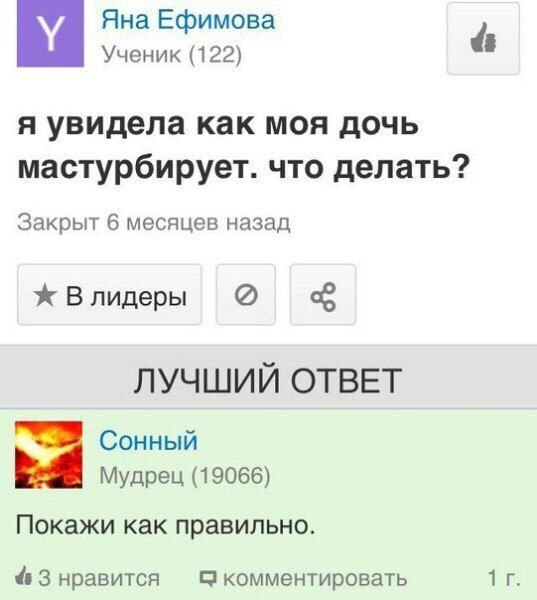 Y
Яна Ефимова
Ученик (122)
я увидела как моя дочь
мастурбирует. что делать?
Закрыт 6 месяцев назад
В лидеры
ЛУЧШИЙ ОТВЕТ
Сонный
Мудрец (19066)
Покажи как правильно.
3 нравится комментировать 1 г.